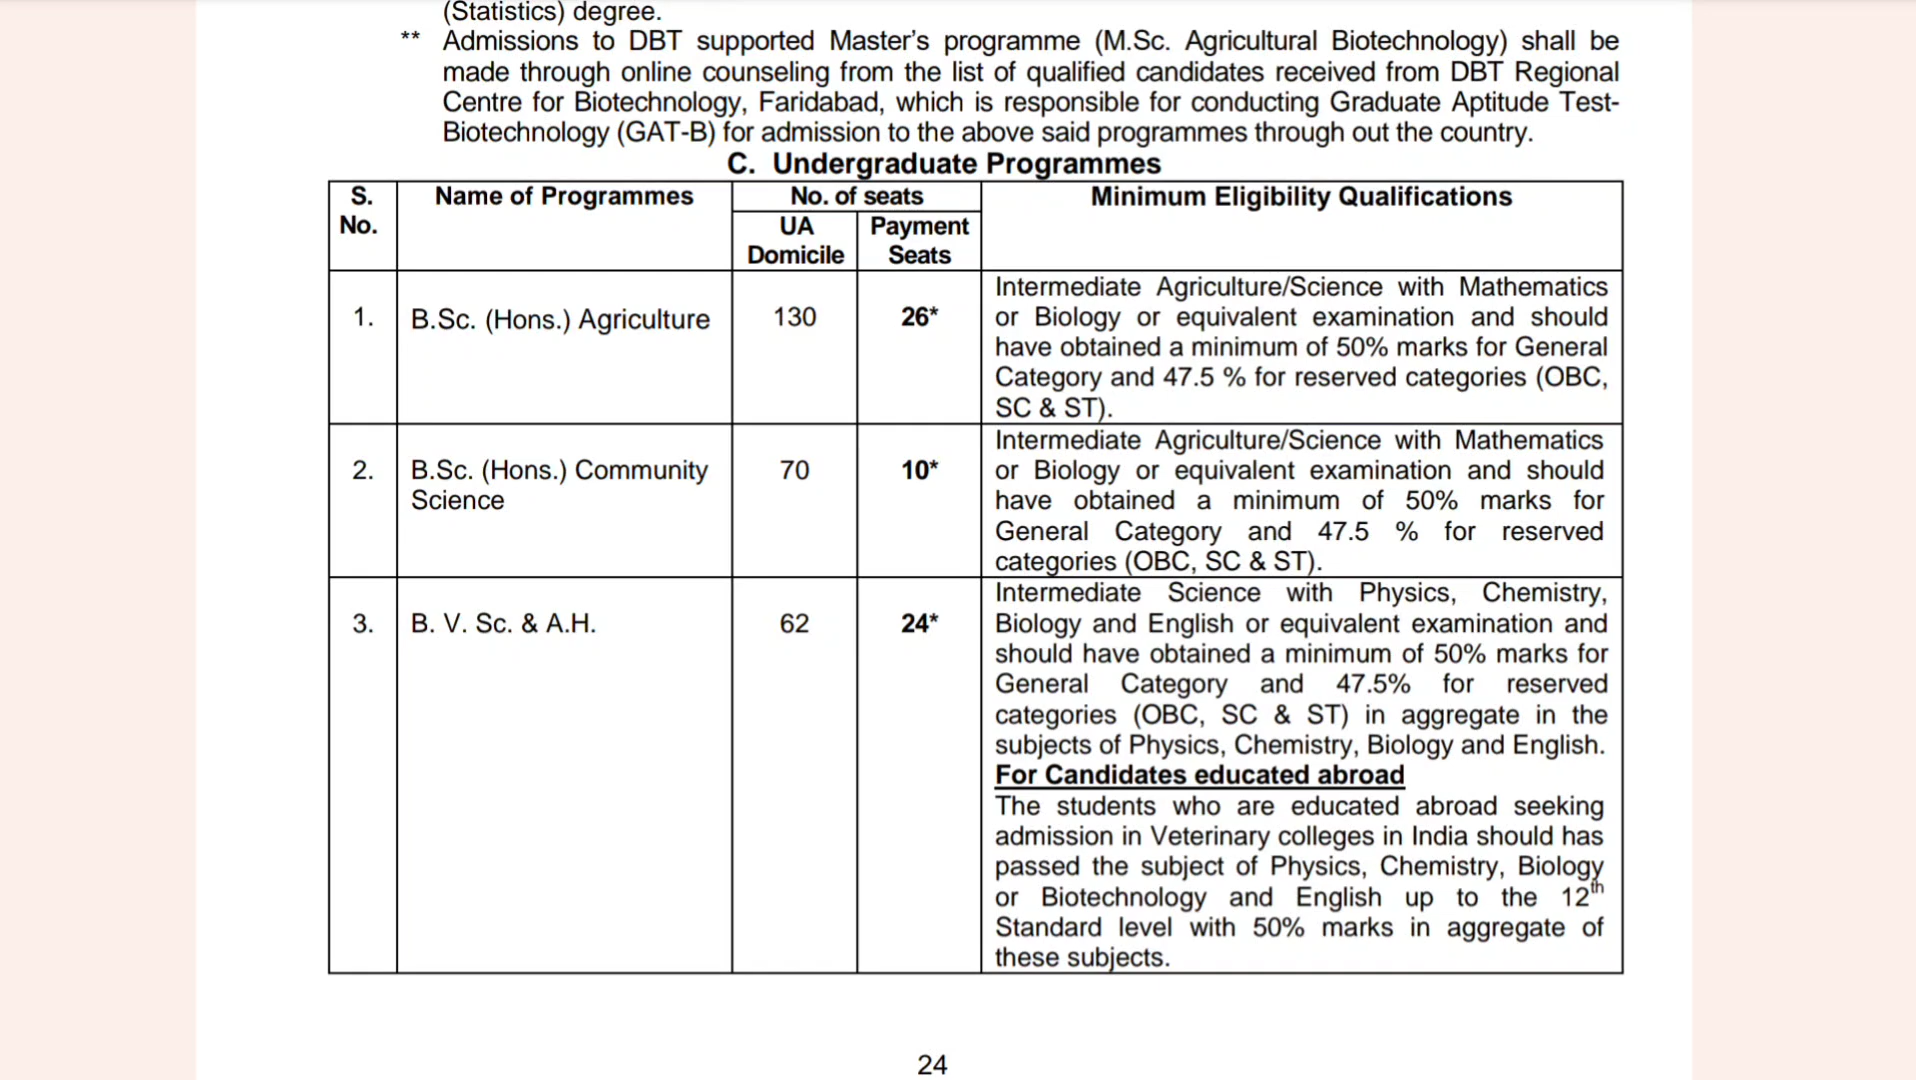 (Statistics) degree.
** Admissions to DBT supported Master's programme (M.Sc. Agricultural Biotechnology) shall be
made through online counseling from the list of qualified candidates received from DBT Regional
Centre for Biotechnology, Faridabad, which is responsible for conducting Graduate Aptitude Test-
Biotechnology (GAT-B) for admission to the above said programmes through out the country.
C. Undergraduate Programmes
S. No.
Name of Programmes
No. of seats
UA Domicile
Payment Seats
Minimum Eligibility Qualifications
1.
B.Sc. (Hons.) Agriculture
130
26*
Intermediate Agriculture/Science with Mathematics
or Biology or equivalent examination and should
have obtained a minimum of 50% marks for General
Category and 47.5 % for reserved categories (OBC,
SC & ST).
2.
B.Sc. (Hons.) Community
Science
70
10*
Intermediate Agriculture/Science with Mathematics
or Biology or equivalent examination and should
have obtained a minimum of 50% marks for
General Category and 47.5 % for reserved
categories (OBC, SC & ST).
3.
B. V. Sc. & A.H.
62
24*
Intermediate Science with Physics, Chemistry,
Biology and English or equivalent examination and
should have obtained a minimum of 50% marks for
General Category and 47.5% for reserved
categories (OBC, SC & ST) in aggregate in the
subjects of Physics, Chemistry, Biology and English.
For Candidates educated abroad
The students who are educated abroad seeking
admission in Veterinary colleges in India should has
passed the subject of Physics, Chemistry, Biology
or Biotechnology and English up to the 12th
Standard level with 50% marks in aggregate of
these subjects.
24